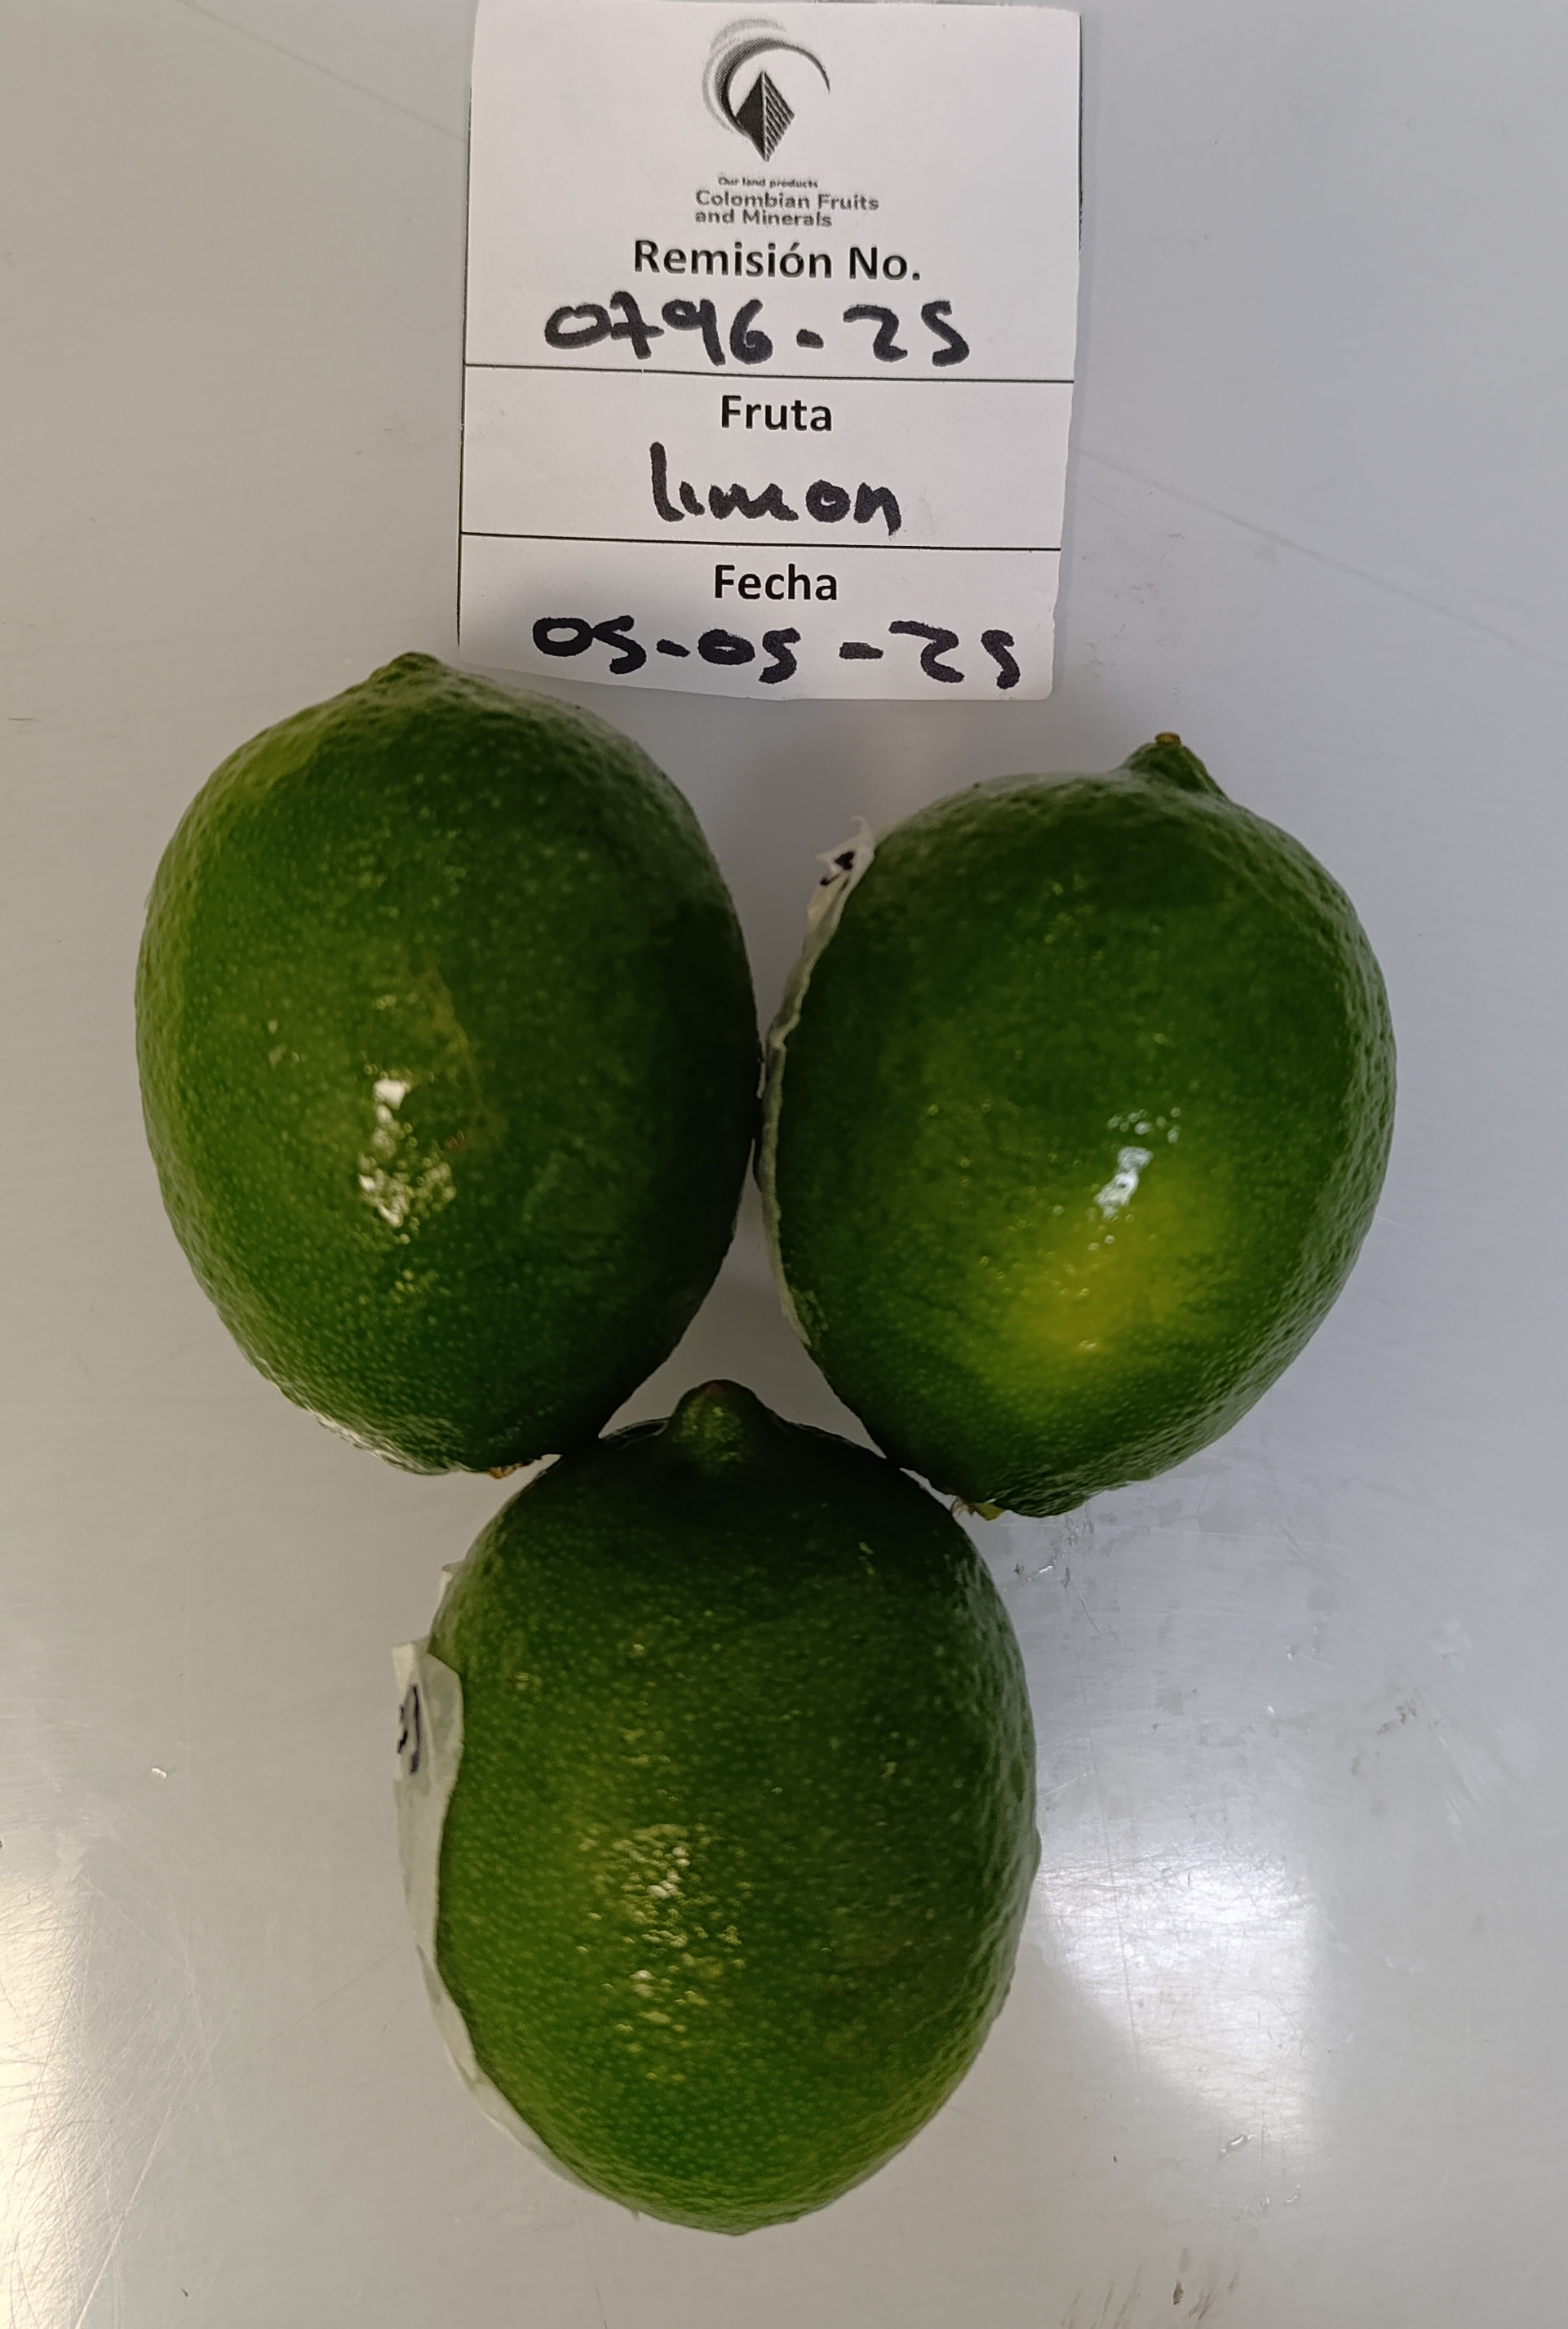 Our land products
Colombian Fruits
and Minerals
Remisión No.
0796-25
Fruta
limon
Fecha
05-05-25